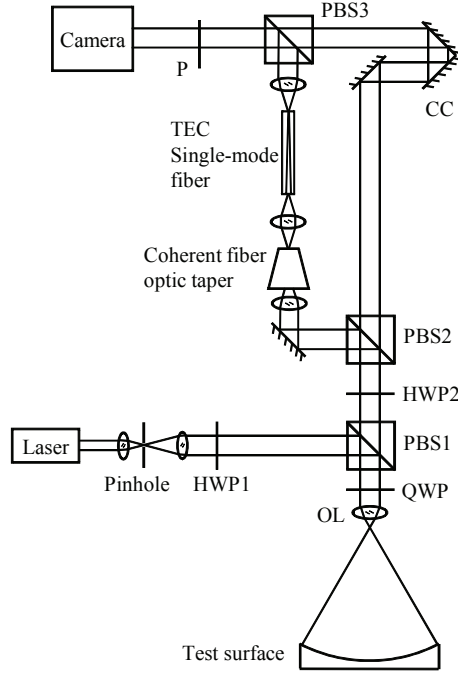 PBS3
Camera
P
CC
TEC
Single-mode
fiber
Coherent fiber
optic taper
PBS2
HWP2
Laser
PBS1
Pinhole
HWP1
QWP
OL
Test surface